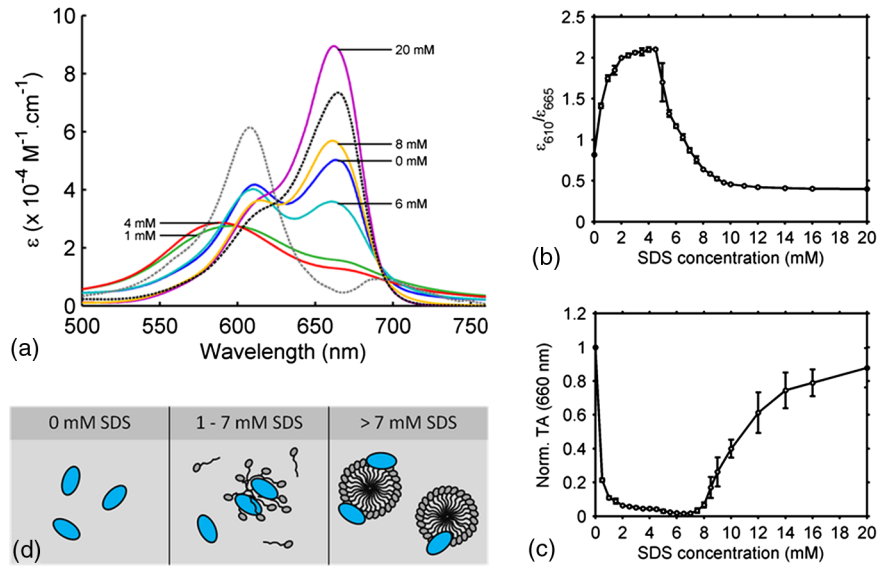 10
8
6
4
2
0
ε (x 10⁻⁴ M⁻¹.cm⁻¹)
20 mM
8 mM
0 mM
6 mM
4 mM
1 mM
500 550 600 650 700 750
Wavelength (nm)
(a)
2.5
2
1.5
1
0.5
0
ε₆₁₀/ε₆₆₅
0 2 4 6 8 10 12 14 16 18 20
SDS concentration (mM)
(b)
1.2
1
0.8
0.6
0.4
0.2
0
Norm. TA (660 nm)
0 2 4 6 8 10 12 14 16 18 20
SDS concentration (mM)
(c)
0 mM SDS
1 - 7 mM SDS
> 7 mM SDS
(d)